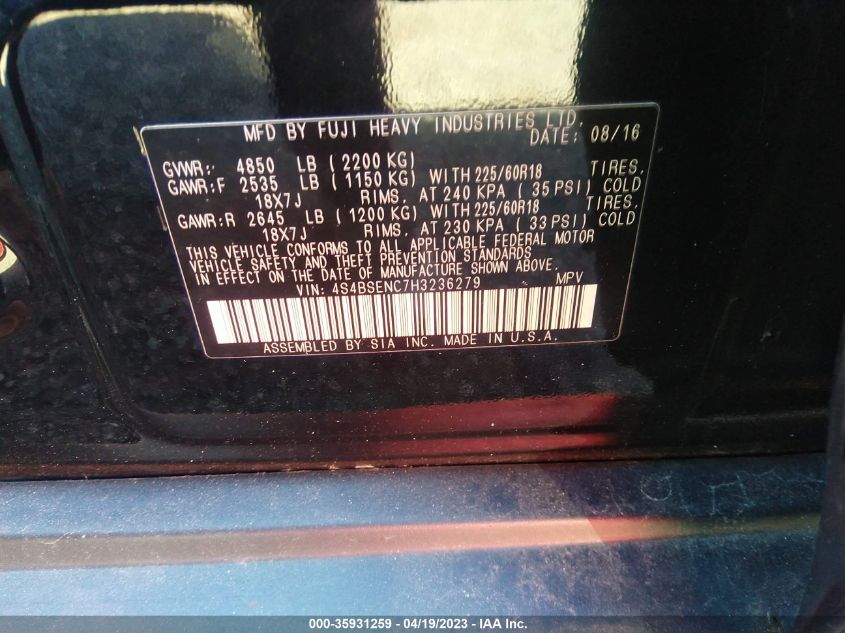 MFD BY FUJI HEAVY INDUSTRIES LTD.
DATE: 08/16
GVWR: 4850 LB (2200 KG)
GAWR:F 2535 LB (1150 KG) WITH 225/60R18 TIRES.
18X7J RIMS. AT 240 KPA (35 PSI) COLD
GAWR:R 2645 LB (1200 KG) WITH 225/60R18 TIRES.
18X7J RIMS. AT 230 KPA (33 PSI) COLD
THIS VEHICLE CONFORMS TO ALL APPLICABLE FEDERAL MOTOR
VEHICLE SAFETY AND THEFT PREVENTION STANDARDS
IN EFFECT ON THE DATE OF MANUFACTURE SHOWN ABOVE.
VIN: 4S4BSENC7H3236279 MPV
ASSEMBLED BY SIA INC. MADE IN U.S.A.
000-35931259 - 04/19/2023 - IAA Inc.